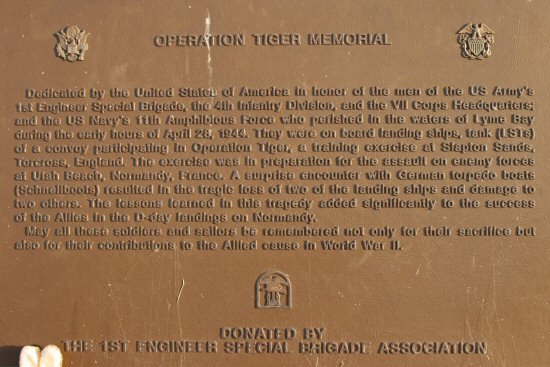 OPERATION TIGER MEMORIAL
Dedicated by the United States of America in honor of the men of the US Army's
1st Engineer Special Brigade, the 4th Infantry Division, and the VII Corps Headquarters;
and the US Navy's 11th Amphibious Force who perished in the waters of Lyme Bay
during the early hours of April 28, 1944. They were on board landing ships, tank (LSTs)
of a convoy participating in Operation Tiger, a training exercise at Slapton Sands,
Torcross, England. The exercise was in preparation for the assault on enemy forces
at Utah Beach, Normandy, France. A surprise encounter with German torpedo boats
(Schnellboots) resulted in the tragic loss of two of the landing ships and damage to
two others. The lessons learned in this tragedy added significantly to the success
of the Allies in the D-day landings on Normandy.
May all these soldiers and sailors be remembered not only for their sacrifice but
also for their contributions to the Allied cause in World War II.
DONATED BY
THE 1ST ENGINEER SPECIAL BRIGADE ASSOCIATION